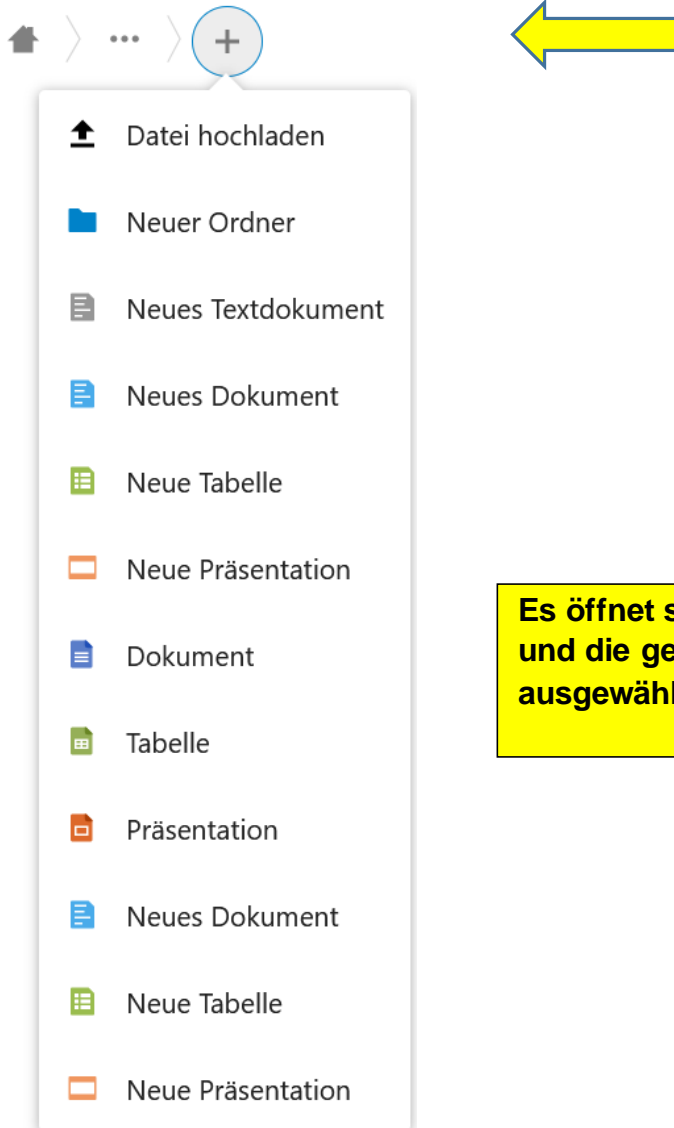 Datei hochladen
Neuer Ordner
Neues Textdokument
Neues Dokument
Neue Tabelle
Neue Präsentation
Dokument
Tabelle
Präsentation
Neues Dokument
Neue Tabelle
Neue Präsentation
Es öffnet
und die